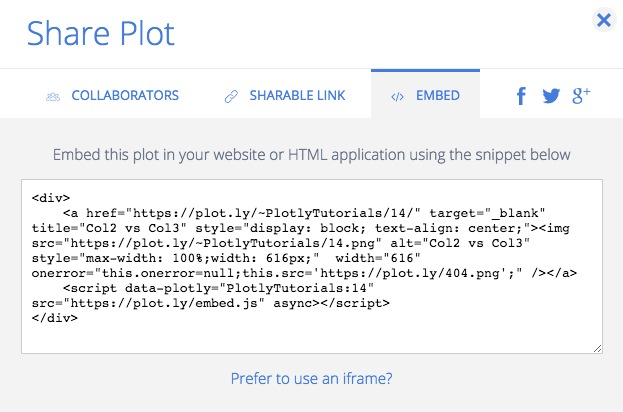 Share Plot
COLLABORATORS
SHARABLE LINK
</> EMBED
Embed this plot in your website or HTML application using the snippet below
<div>
    <a href="https://plot.ly/~PlotlyTutorials/14/" target="_blank"
title="Col2 vs Col3" style="display: block; text-align: center;"><img
src="https://plot.ly/~PlotlyTutorials/14.png" alt="Col2 vs Col3"
style="max-width: 100%;width: 616px;"  width="616"
onerror="this.onerror=null;this.src='https://plot.ly/404.png';" /></a>
    <script data-plotly="PlotlyTutorials:14"
src="https://plot.ly/embed.js" async></script>
</div>
Prefer to use an iframe?